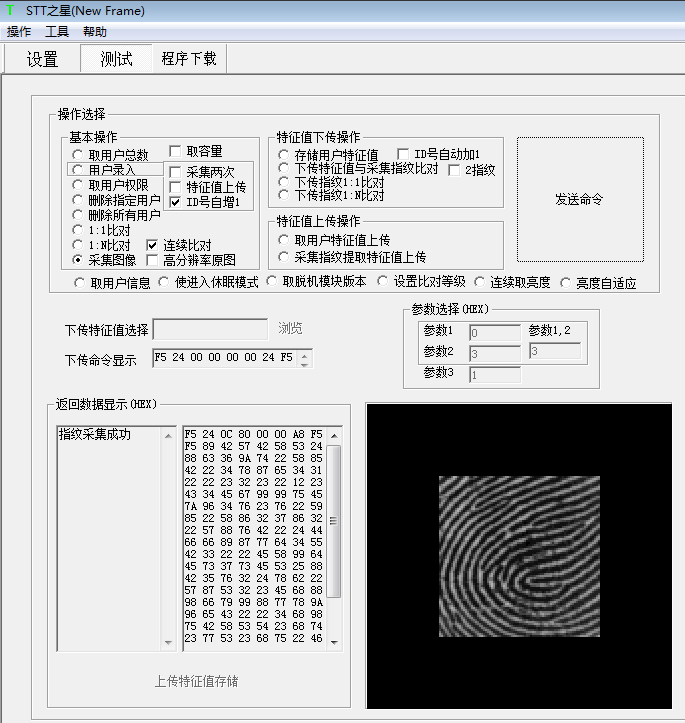 STT之星(New Frame)
操作 工具 帮助
设置 测试 程序下载
操作选择
基本操作
取用户总数 取容量
用户录入 采集两次
取用户权限 特征值上传
删除指定用户 ID号自增1
删除所有用户
1:1比对
1:N比对 连续比对
采集图像 高分辨率原图
特征值下传操作
存储用户特征值 ID号自动加1
下传特征值与采集指纹比对 2指纹
下传指纹1:1比对
下传指纹1:N比对
特征值上传操作
取用户特征值上传
采集指纹提取特征值上传
发送命令
取用户信息 使进入休眠模式 取脱机模块版本 设置比对等级 连续取亮度 亮度自适应
下传特征值选择 浏览
下传命令显示 F5 24 00 00 00 00 24 F5
参数选择(HEX)
参数1 0 参数1,2
参数2 3 3
参数3 1
返回数据显示(HEX)
指纹采集成功
F5 24 0C 80 00 00 A8 F5
F5 89 42 57 42 58 53 24
88 63 36 9A 74 22 58 85
42 22 34 78 87 65 34 31
22 22 23 32 23 22 12 23
43 34 45 67 99 99 75 45
7A 96 34 76 23 76 22 59
85 22 58 86 32 37 86 32
22 57 88 76 42 22 24 44
66 66 89 87 77 64 34 55
42 33 22 22 45 58 99 64
45 73 37 73 45 53 25 88
42 35 76 32 24 78 62 22
57 87 53 32 23 45 68 88
98 66 79 99 88 77 78 9A
96 65 43 22 22 34 68 98
75 42 58 53 54 23 68 74
23 77 53 23 68 75 22 46
上传特征值存储